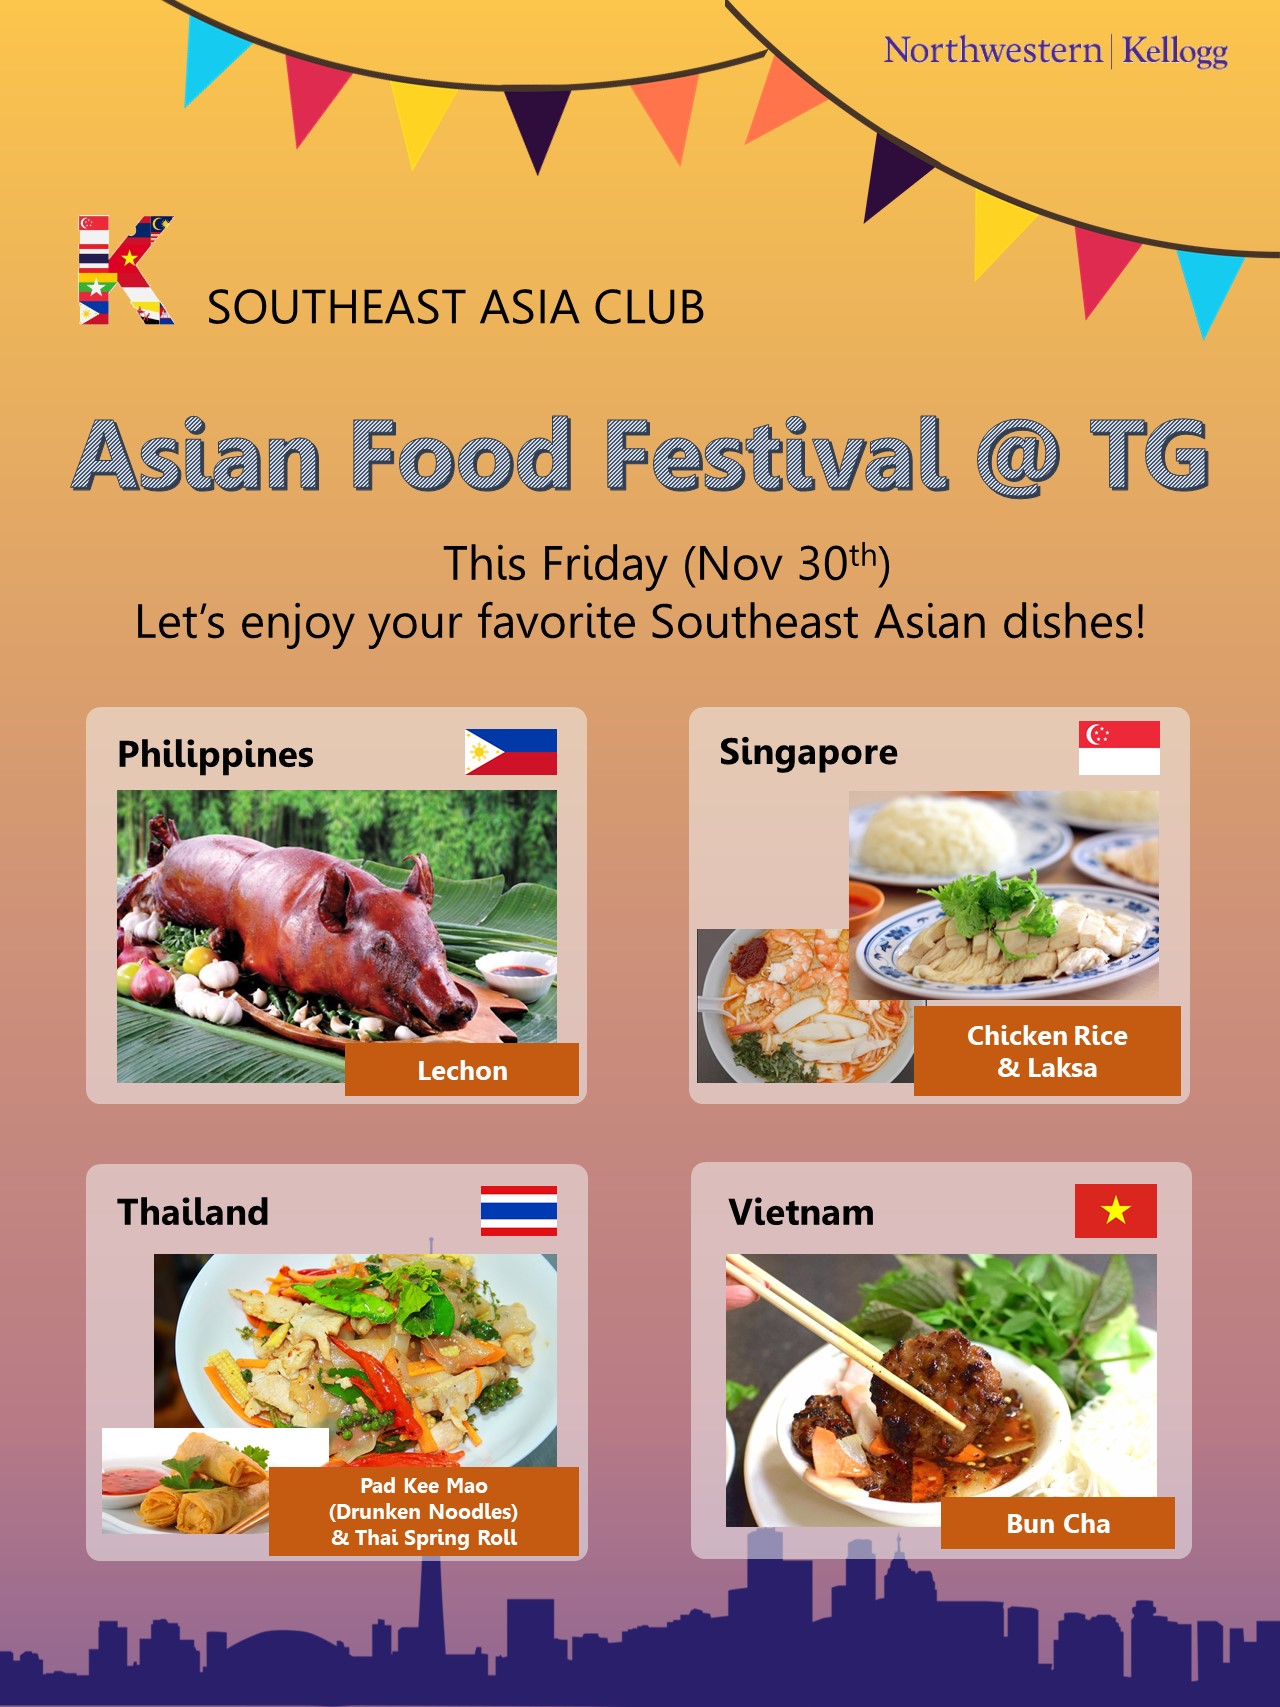 Northwestern | Kellogg
K SOUTHEAST ASIA CLUB
Asian Food Festival @ TG
This Friday (Nov 30th)
Let’s enjoy your favorite Southeast Asian dishes!
Philippines
Lechon
Singapore
Chicken Rice
& Laksa
Thailand
Pad Kee Mao
(Drunken Noodles)
& Thai Spring Roll
Vietnam
Bun Cha